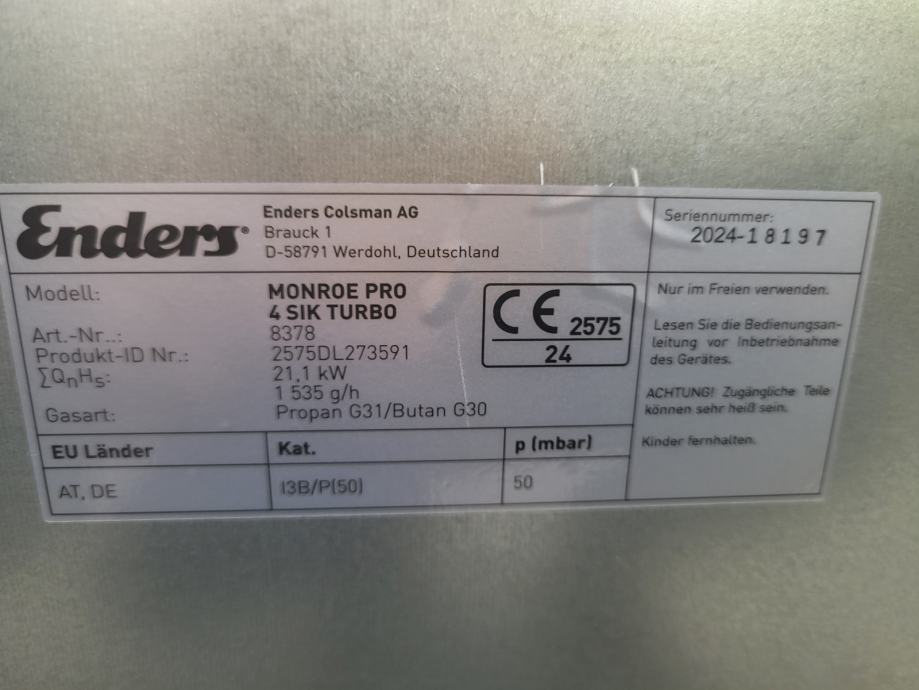 Enders®
Enders Colsman AG
Brauck 1
D-58791 Werdohl, Deutschland
Seriennummer:
2024-18197
Modell: MONROE PRO
4 SIK TURBO
Art.-Nr..: 8378
Produkt-ID Nr.: 2575DL273591
∑QnHs: 21,1 kW
1 535 g/h
Gasart: Propan G31/Butan G30
CE 2575
24
Nur im Freien verwenden.
Lesen Sie die Bedienungsan-
leitung vor Inbetriebnahme
des Gerätes.
ACHTUNG! Zugängliche Teile
können sehr heiß sein.
Kinder fernhalten.
EU Länder Kat. p (mbar)
AT, DE I3B/P(50) 50